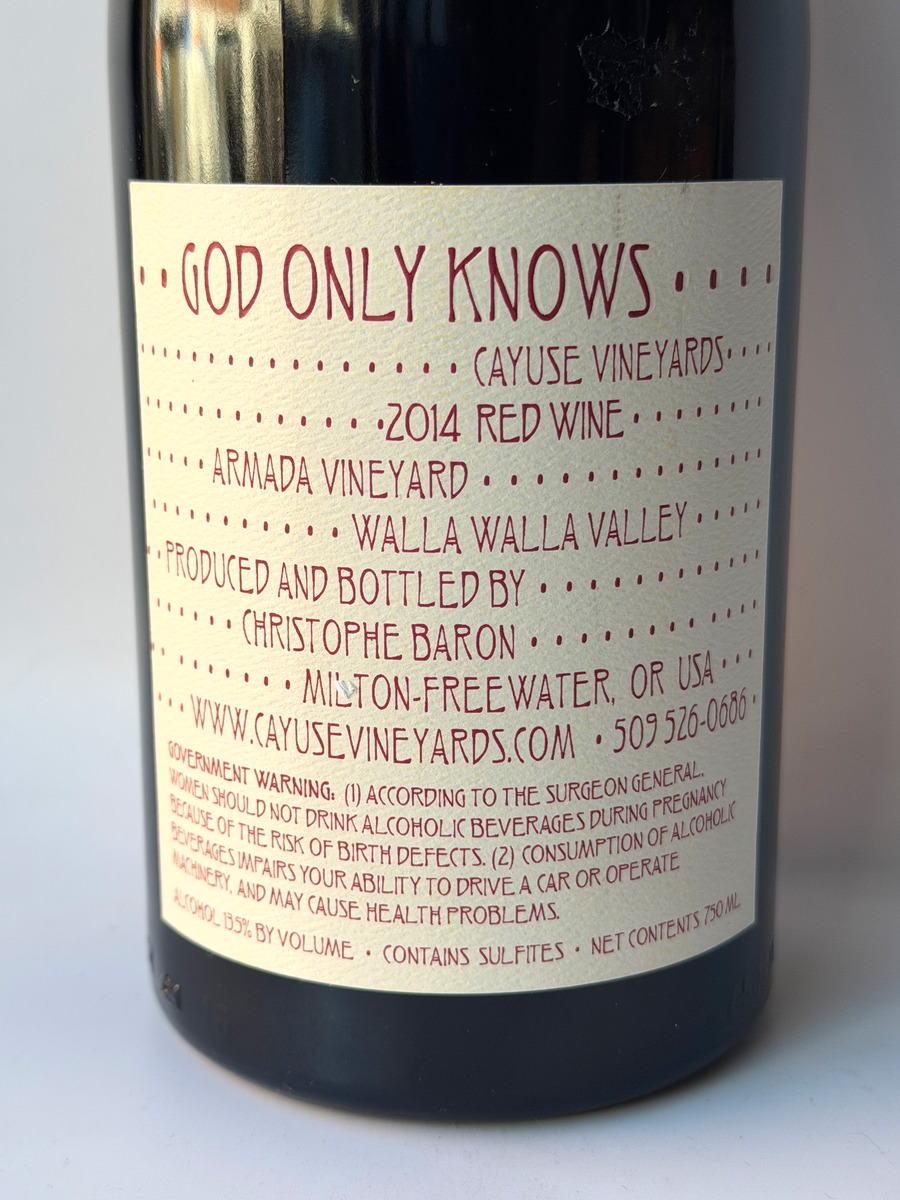 GOD ONLY KNOWS
CAYUSE VINEYARDS
2014 RED WINE
ARMADA VINEYARD
WALLA WALLA VALLEY
PRODUCED AND BOTTLED BY
CHRISTOPHE BARON
MILTON-FREEWATER, OR USA
WWW.CAYUSEVINEYARDS.COM • 509 526-0686
GOVERNMENT WARNING: (1) ACCORDING TO THE SURGEON GENERAL,
WOMEN SHOULD NOT DRINK ALCOHOLIC BEVERAGES DURING PREGNANCY
BECAUSE OF THE RISK OF BIRTH DEFECTS. (2) CONSUMPTION OF ALCOHOLIC
BEVERAGES IMPAIRS YOUR ABILITY TO DRIVE A CAR OR OPERATE
MACHINERY, AND MAY CAUSE HEALTH PROBLEMS.
ALCOHOL 13.5% BY VOLUME • CONTAINS SULFITES • NET CONTENTS 750 ML